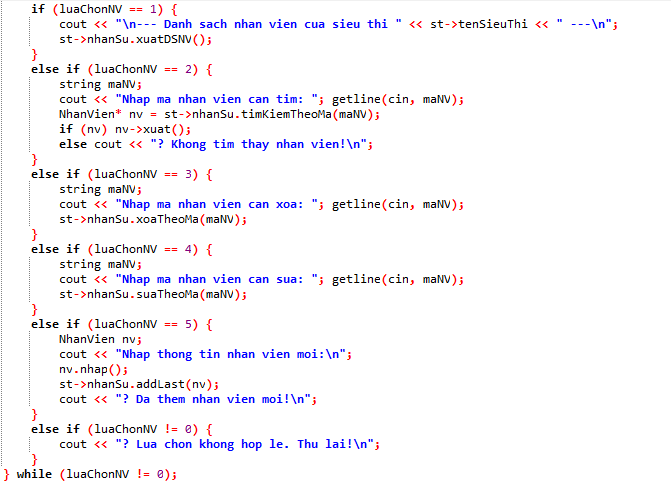 if (luaChonNV == 1) {
cout << "\n--- Danh sach nhan vien cua sieu thi " << st->tenSieuThi << " ---\n";
st->nhanSu.xuatDSNV();
}
else if (luaChonNV == 2) {
string maNV;
cout << "Nhap ma nhan vien can tim: "; getline(cin, maNV);
NhanVien* nv = st->nhanSu.timKiemTheoMa(maNV);
if (nv) nv->xuat();
else cout << "? Khong tim thay nhan vien!\n";
}
else if (luaChonNV == 3) {
string maNV;
cout << "Nhap ma nhan vien can xoa: "; getline(cin, maNV);
st->nhanSu.xoaTheoMa(maNV);
}
else if (luaChonNV == 4) {
string maNV;
cout << "Nhap ma nhan vien can sua: "; getline(cin, maNV);
st->nhanSu.suaTheoMa(maNV);
}
else if (luaChonNV == 5) {
NhanVien nv;
cout << "Nhap thong tin nhan vien moi:\n";
nv.nhap();
st->nhanSu.addLast(nv);
cout << "? Da them nhan vien moi!\n";
}
else if (luaChonNV != 0) {
cout << "? Lua chon khong hop le. Thu lai!\n";
}
} while (luaChonNV != 0);